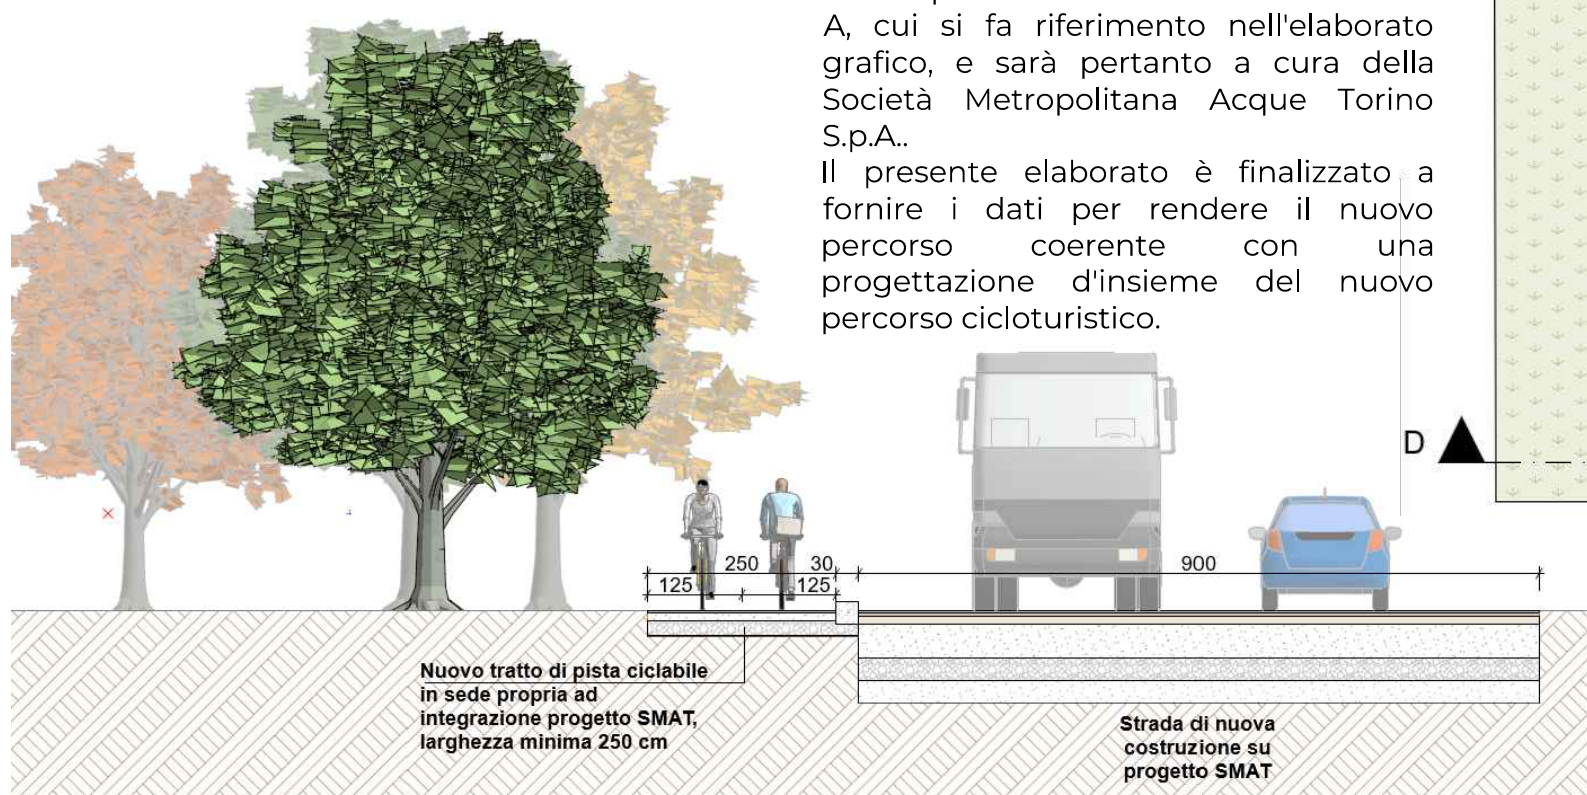 A, cui si fa riferimento nell'elaborato
grafico, e sarà pertanto a cura della
Società Metropolitana Acque Torino
S.p.A..
Il presente elaborato è finalizzato a
fornire i dati per rendere il nuovo
percorso coerente con una
progettazione d'insieme del nuovo
percorso cicloturistico.
D
250
30
900
125
125
Nuovo tratto di pista ciclabile
in sede propria ad
integrazione progetto SMAT,
larghezza minima 250 cm
Strada di nuova
costruzione su
progetto SMAT